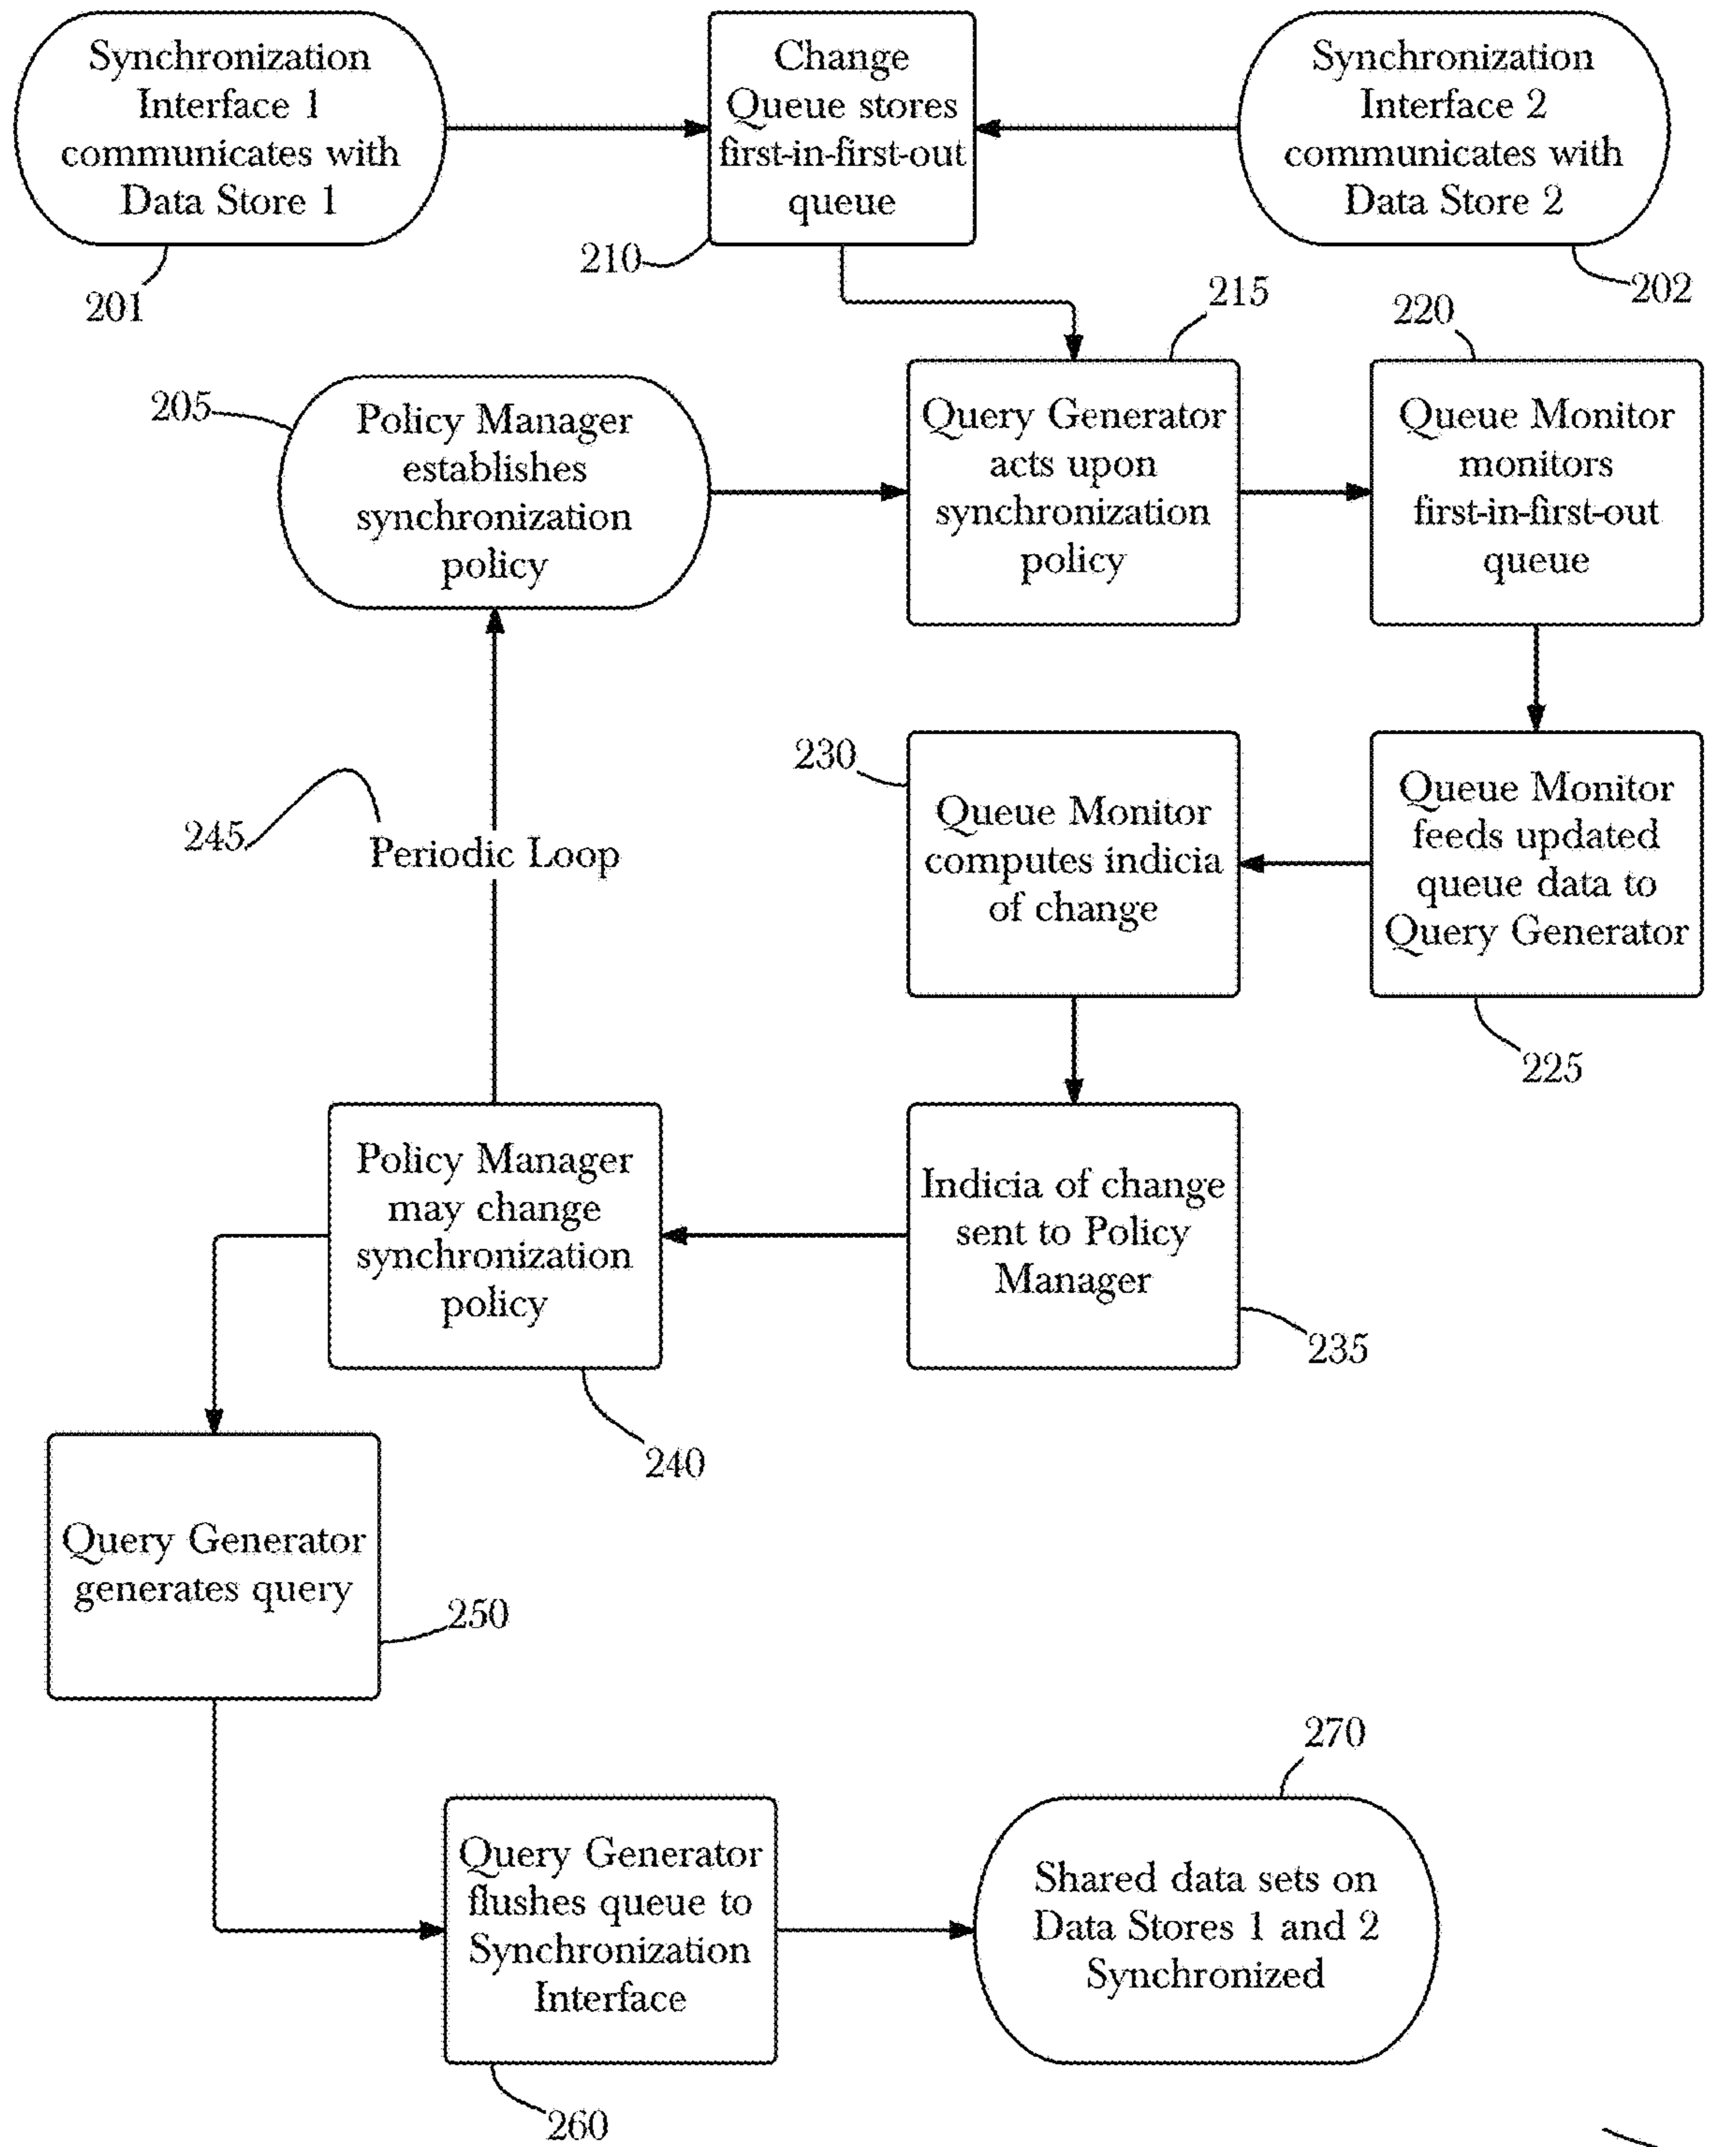 Synchronization
Interface 1
communicates with
Data Store 1
201
Change
Queue stores
first-in-first-out
queue
210
Synchronization
Interface 2
communicates with
Data Store 2
202
205
Policy Manager
establishes
synchronization
policy
215
Query Generator
acts upon
synchronization
policy
220
Queue Monitor
monitors
first-in-first-out
queue
230
Queue Monitor
computes indicia
of change
Queue Monitor
feeds updated
queue data to
Query Generator
225
245
Periodic Loop
Policy Manager
may change
synchronization
policy
240
Indicia of change
sent to Policy
Manager
235
Query Generator
generates query
250
Query Generator
flushes queue to
Synchronization
Interface
260
270
Shared data sets on
Data Stores 1 and 2
Synchronized